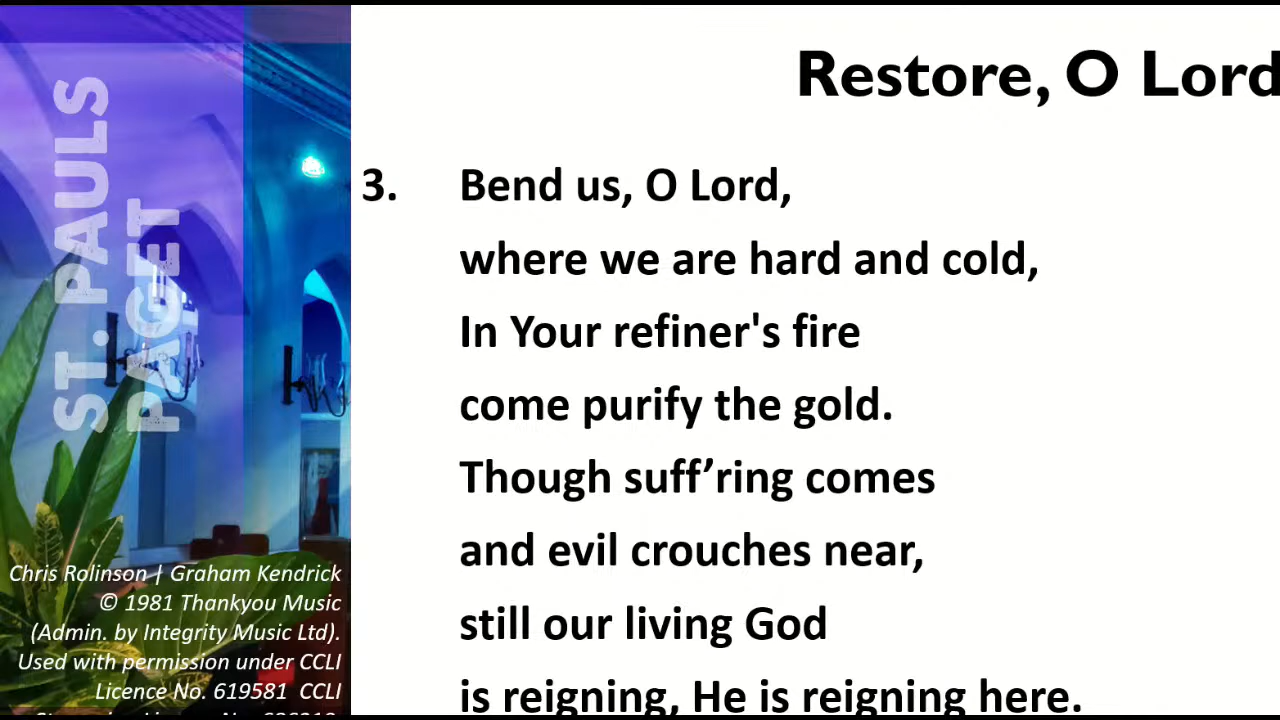 ST. PAULS
PAGET
Restore, O Lord
3. Bend us, O Lord,
where we are hard and cold,
In Your refiner's fire
come purify the gold.
Though suff’ring comes
and evil crouches near,
still our living God
is reigning, He is reigning here.
Chris Rolinson | Graham Kendrick
© 1981 Thankyou Music
(Admin. by Integrity Music Ltd).
Used with permission under CCLI
Licence No. 619581 CCLI